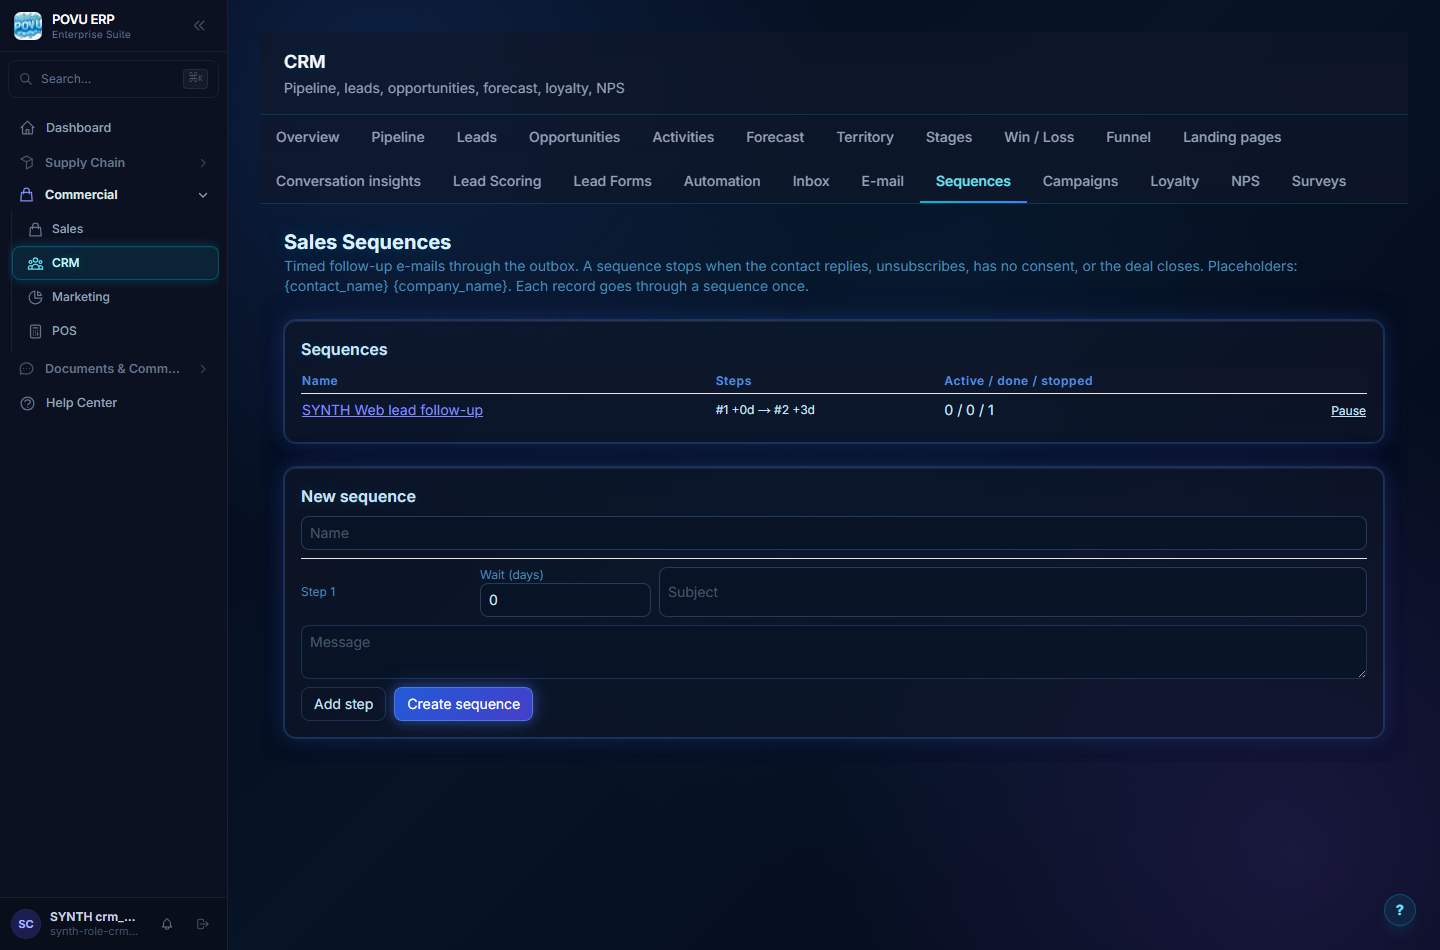 POVU
POVU ERP
Enterprise Suite
Search...
⌘K
Dashboard
Supply Chain
Commercial
Sales
CRM
Marketing
POS
Documents & Comm...
Help Center
SC
SYNTH crm_...
synth-role-crm...
CRM
Pipeline, leads, opportunities, forecast, loyalty, NPS
Overview Pipeline Leads Opportunities Activities Forecast Territory Stages Win / Loss Funnel Landing pages
Conversation insights Lead Scoring Lead Forms Automation Inbox E-mail Sequences Campaigns Loyalty NPS Surveys
Sales Sequences
Timed follow-up e-mails through the outbox. A sequence stops when the contact replies, unsubscribes, has no consent, or the deal closes. Placeholders:
{contact_name} {company_name}. Each record goes through a sequence once.
Sequences
Name Steps Active / done / stopped
SYNTH Web lead follow-up #1 +0d → #2 +3d 0 / 0 / 1 Pause
New sequence
Name
Wait (days)
Step 1 0 Subject
Message
Add step Create sequence
?